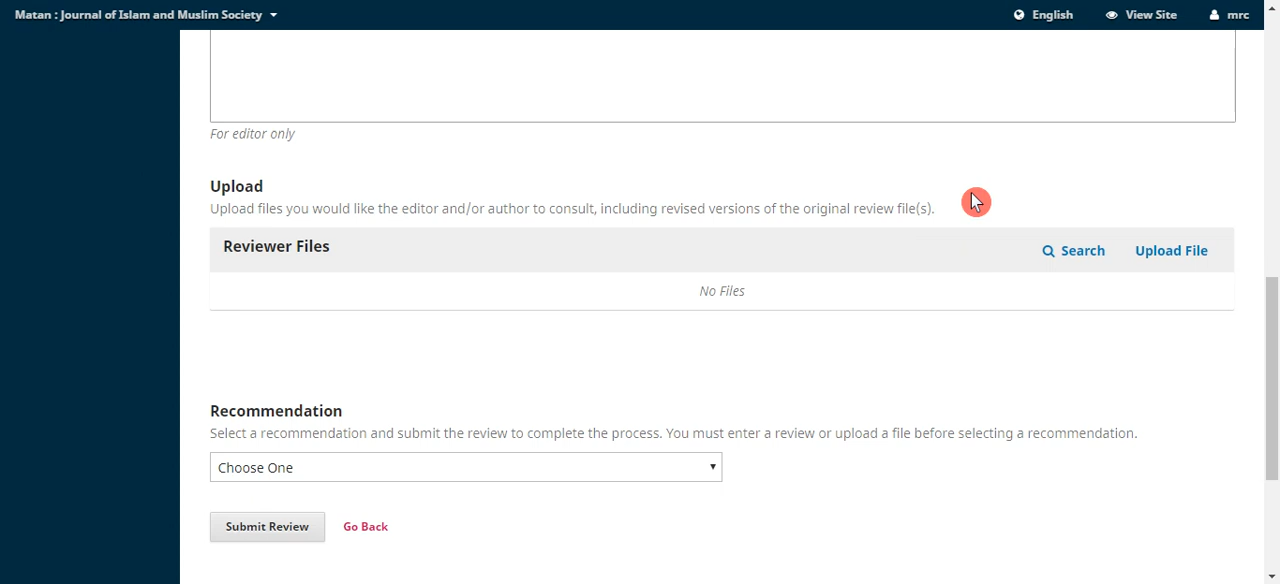 Matan : Journal of Islam and Muslim Society
English
View Site
mrc
For editor only
Upload
Upload files you would like the editor and/or author to consult, including revised versions of the original review file(s).
Reviewer Files
Search
Upload File
No Files
Recommendation
Select a recommendation and submit the review to complete the process. You must enter a review or upload a file before selecting a recommendation.
Choose One
Submit Review
Go Back